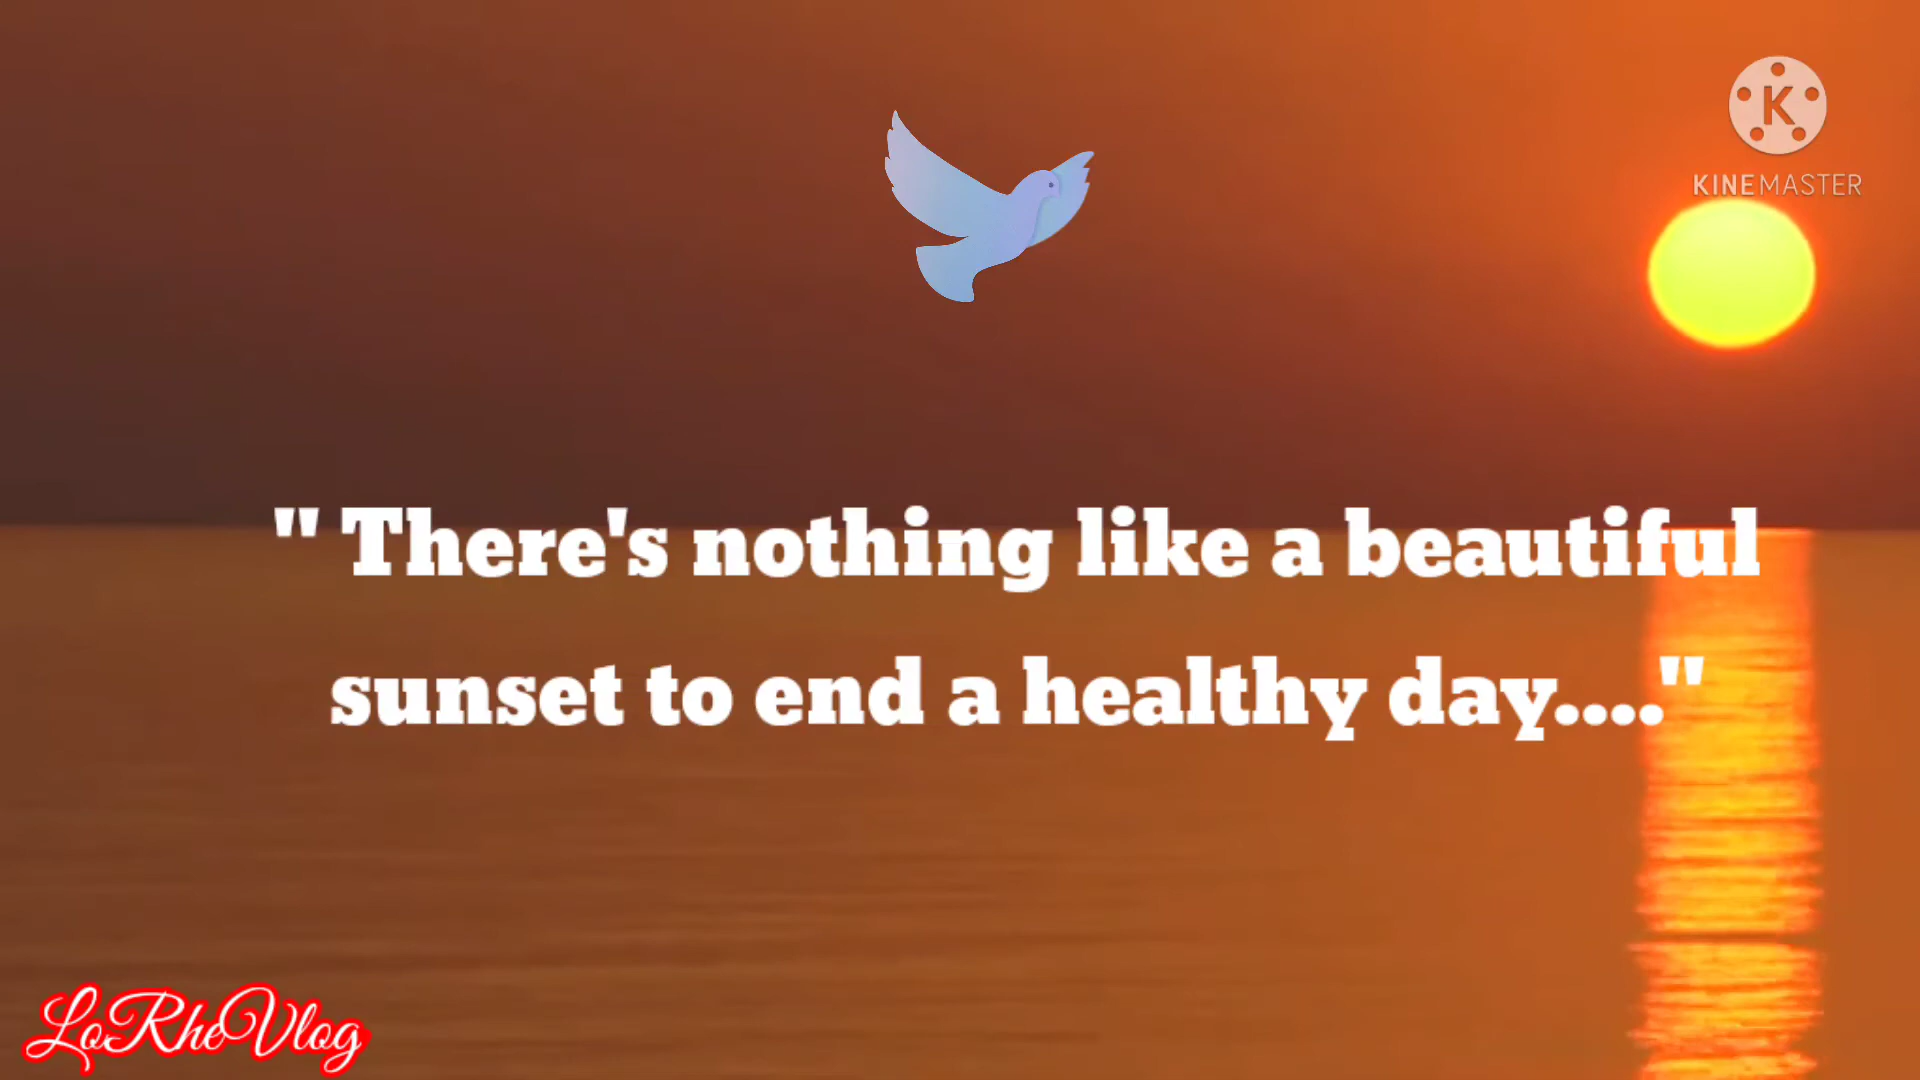 K
KINEMASTER
" There's nothing like a beautiful
sunset to end a healthy day...."
LoRheVlog